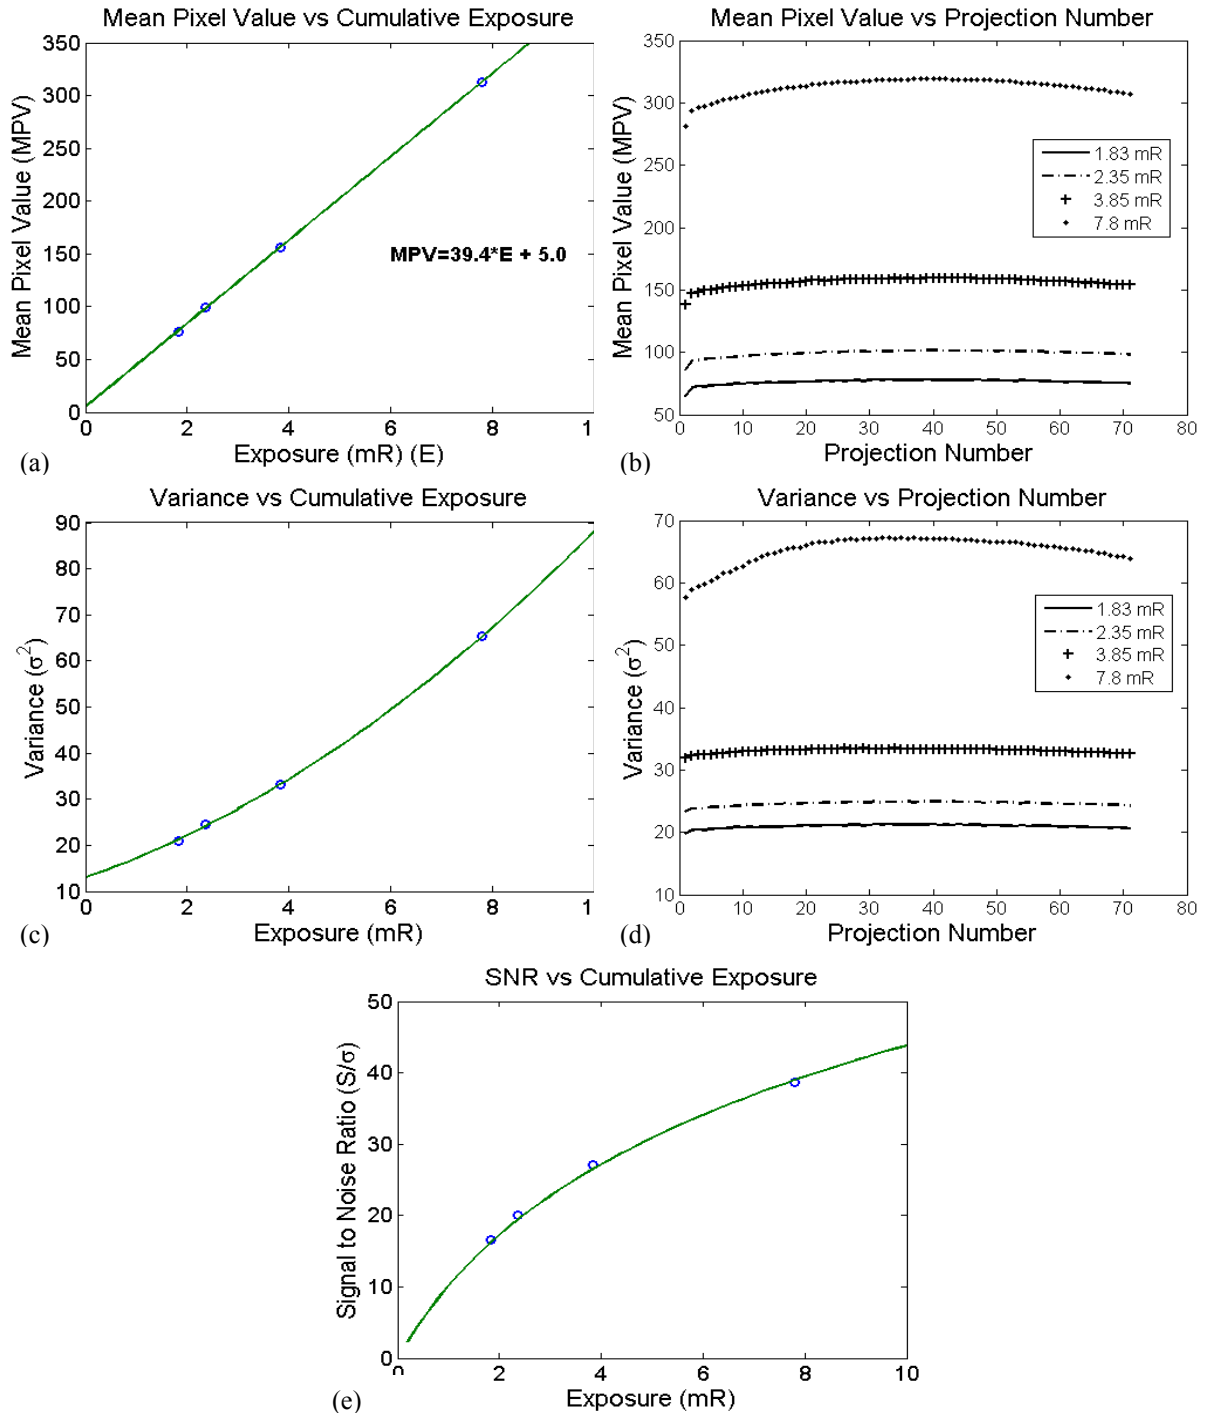 Mean Pixel Value vs Cumulative Exposure
350
300
250
200
150
100
50
0
Mean Pixel Value (MPV)
MPV=39.4*E + 5.0
0 2 4 6 8 1
Exposure (mR) (E)
(a)
Mean Pixel Value vs Projection Number
350
300
250
200
150
100
50
Mean Pixel Value (MPV)
1.83 mR
2.35 mR
3.85 mR
7.8 mR
0 10 20 30 40 50 60 70 80
Projection Number
(b)
Variance vs Cumulative Exposure
90
80
70
60
50
40
30
20
10
Variance (σ²)
0 2 4 6 8 1
Exposure (mR)
(c)
Variance vs Projection Number
70
60
50
40
30
20
10
Variance (σ²)
1.83 mR
2.35 mR
3.85 mR
7.8 mR
0 10 20 30 40 50 60 70 80
Projection Number
(d)
SNR vs Cumulative Exposure
50
40
30
20
10
0
Signal to Noise Ratio (S/σ)
0 2 4 6 8 10
Exposure (mR)
(e)